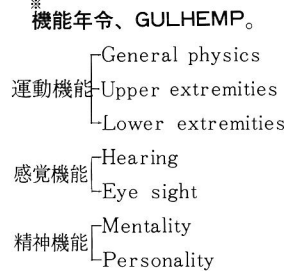 ※
機能年令、GULHEMP。
General physics
運動機能 Upper extremities
Lower extremities
Hearing
感覚機能
Eye sight
Mentality
精神機能
Personality